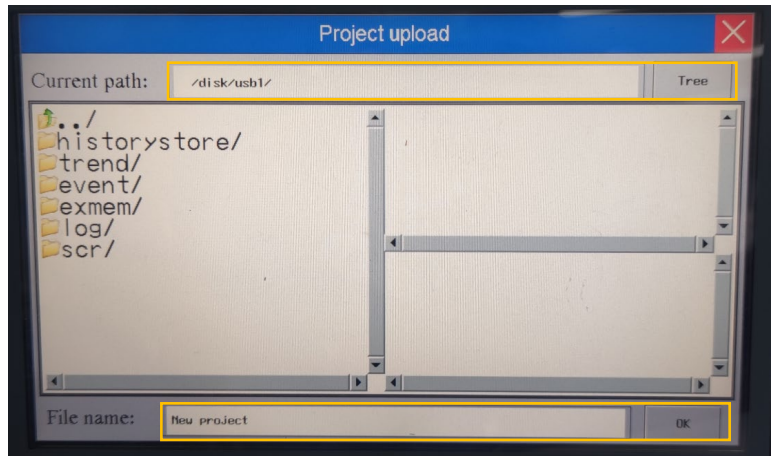 Project upload
Current path: /disk/usb1/ Tree
../
historystore/
trend/
event/
exmem/
log/
scr/
File name: New project OK